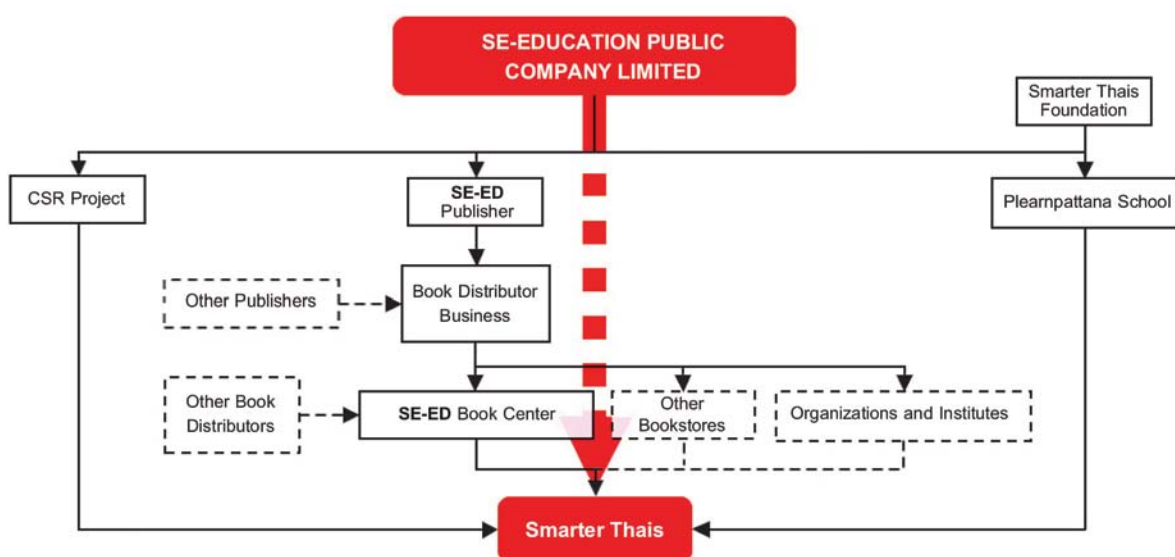 SE-EDUCATION PUBLIC
COMPANY LIMITED
Smarter Thais
Foundation
CSR Project
SE-ED
Publisher
Plearnpattana School
Other Publishers
Book Distributor
Business
Other Book
Distributors
SE-ED Book Center
Other
Bookstores
Organizations and Institutes
Smarter Thais